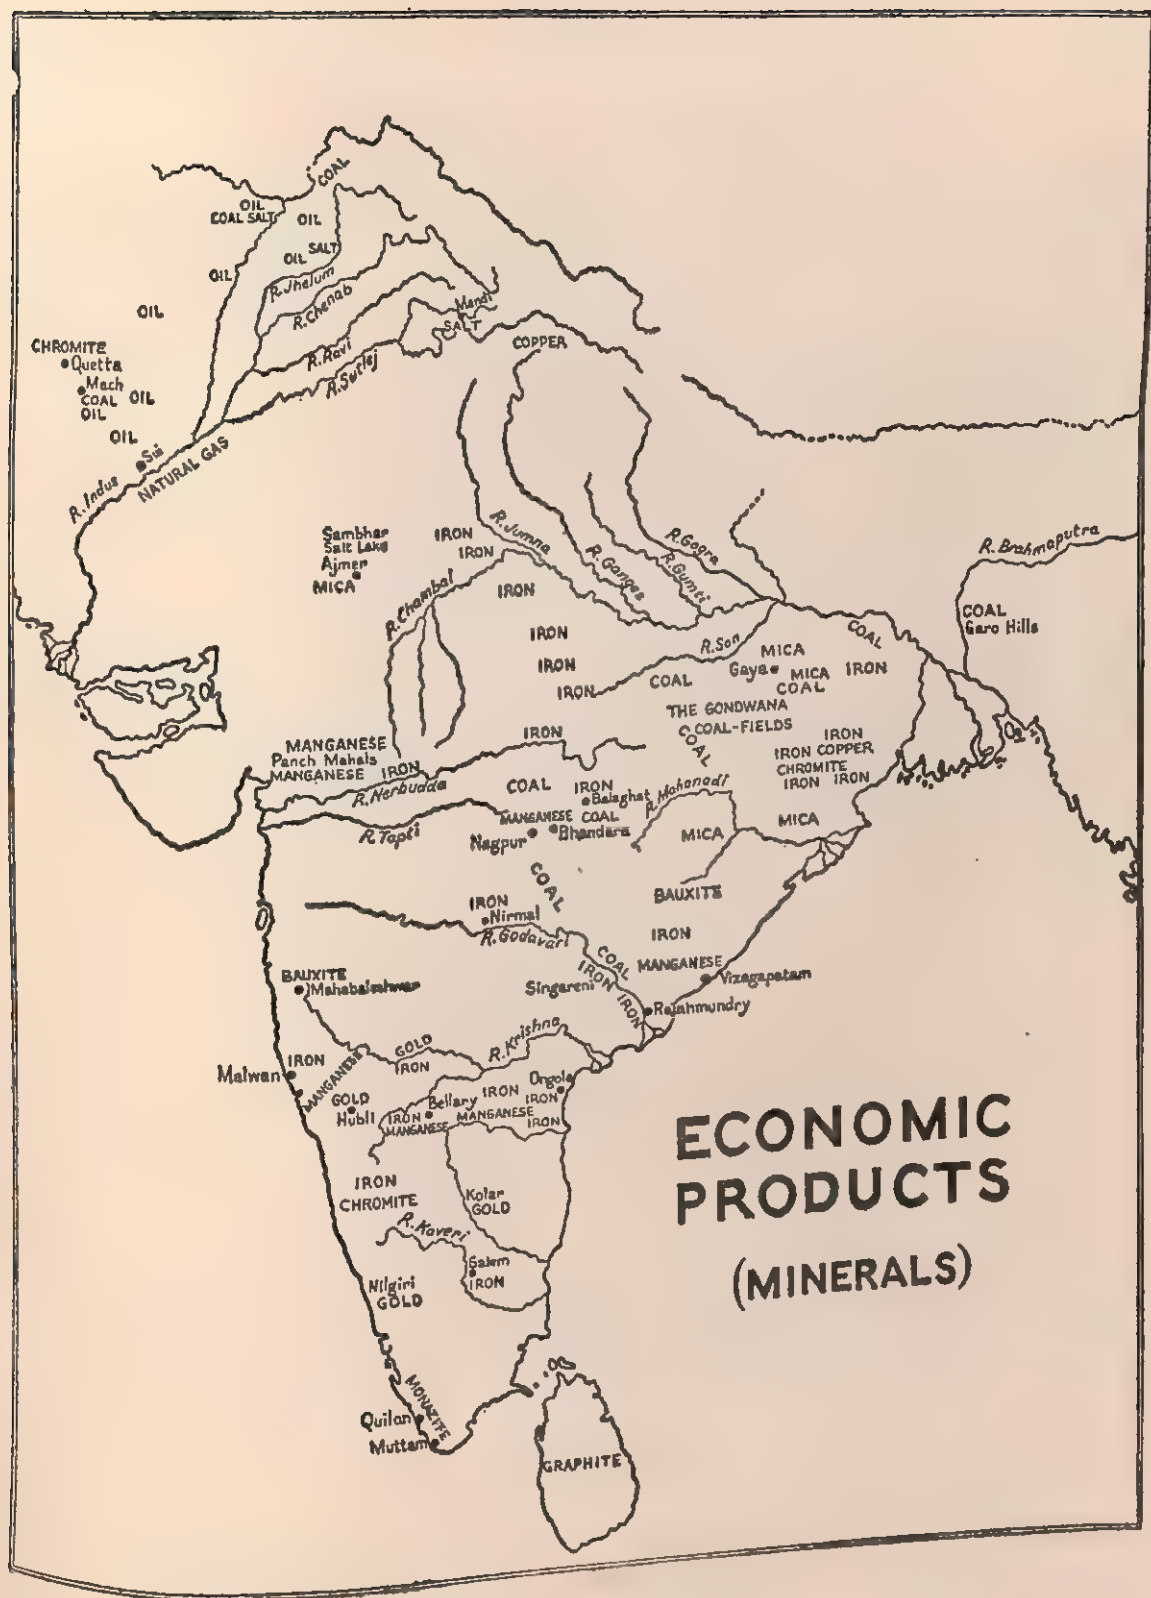 COAL
OIL
COAL SALT
OIL
OIL SALT
OIL
R. Jhelum
R. Chenab
OIL
Mandi
SALT
CHROMITE
Quetta
R. Ravi
COPPER
Mach
COAL OIL
OIL
R. Sutlej
OIL
Sui
NATURAL GAS
R. Indus
Sambhar
Salt Lake
Ajmer
MICA
IRON
IRON
R. Jumna
R. Ganges
R. Gumti
R. Gogra
R. Brahmaputra
R. Chambal
IRON
COAL
Garo Hills
IRON
COAL
R. Son
MICA
IRON
Gaya
MICA
IRON
COAL
IRON
COAL
THE GONDWANA
COAL-FIELDS
COAL
MANGANESE
Panch Mahals
MANGANESE
IRON
IRON
IRON
IRON COPPER
CHROMITE
IRON IRON
R. Nerbudda
COAL
IRON
Balaghat
R. Mahanadi
MANGANESE COAL
Nagpur
Bhandara
R. Tapti
MICA
MICA
COAL
BAUXITE
IRON
Nirmal
R. Godavari
IRON
COAL
MANGANESE
IRON
Vizagapatam
BAUXITE
Mahabaleshwar
Singareni
IRON
Rajahmundry
R. Krishna
GOLD
IRON
IRON
Malwan
MANGANESE
GOLD
Hubli
Ongole
IRON
IRON
Bellary
IRON
MANGANESE
MANGANESE
IRON
ECONOMIC
PRODUCTS
(MINERALS)
IRON
CHROMITE
Kolar
GOLD
R. Kaveri
Salem
IRON
Nilgiri
GOLD
MONAZITE
Quilan
Muttam
GRAPHITE